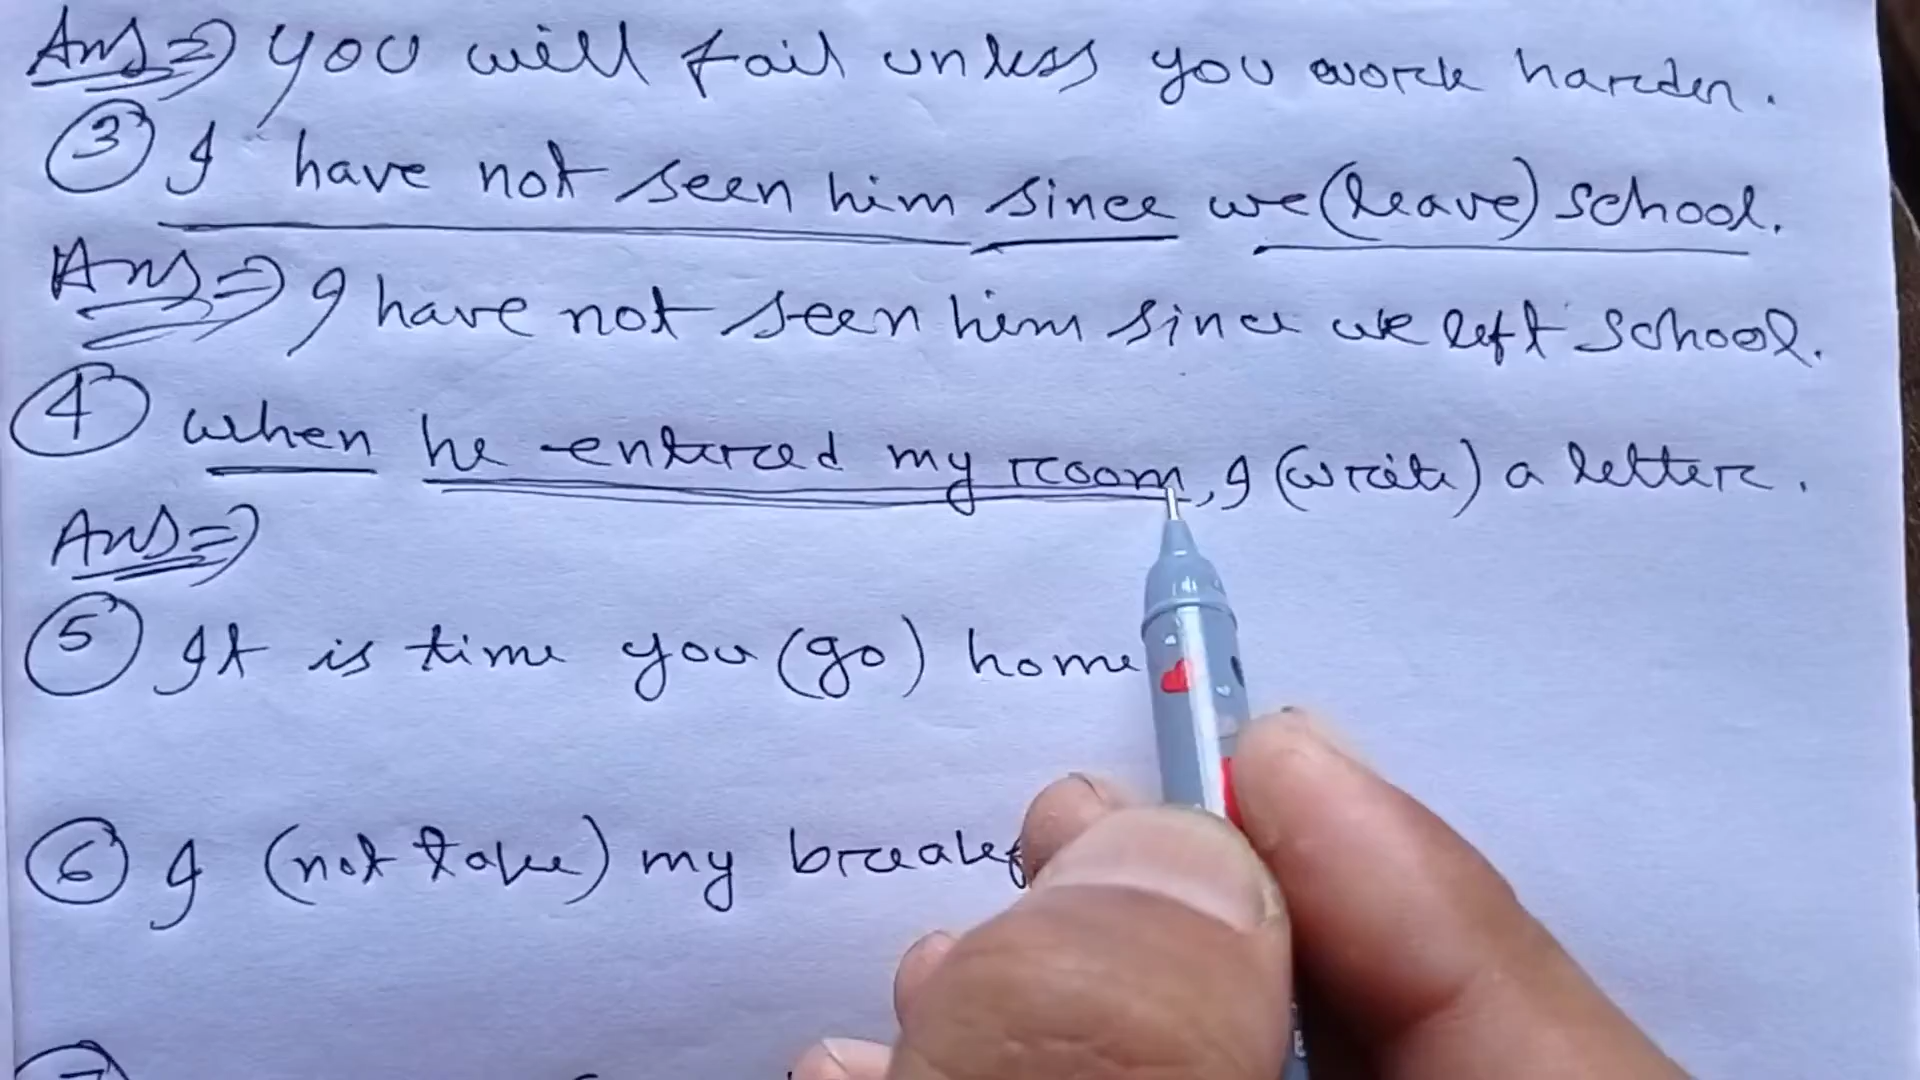 Ans⇒ you will fail unless you work harder.
③ I have not seen him since we (leave) school.
Ans⇒ I have not seen him since we left school.
④ when he entered my room, I (write) a letter.
Ans⇒
⑤ It is time you (go) home
⑥ I (not take) my